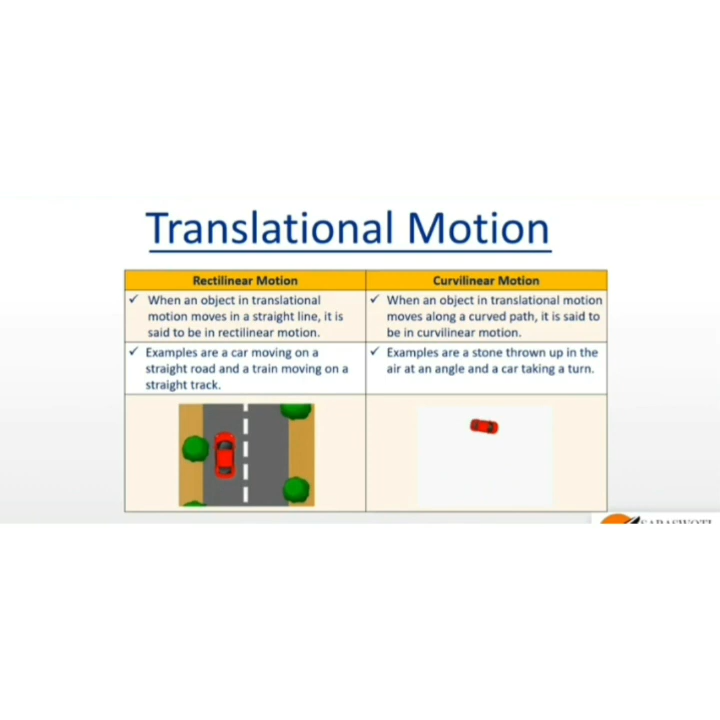 Translational Motion
Rectilinear Motion
Curvilinear Motion
✓ When an object in translational
motion moves in a straight line, it is
said to be in rectilinear motion.
✓ When an object in translational motion
moves along a curved path, it is said to
be in curvilinear motion.
✓ Examples are a car moving on a
straight road and a train moving on a
straight track.
✓ Examples are a stone thrown up in the
air at an angle and a car taking a turn.